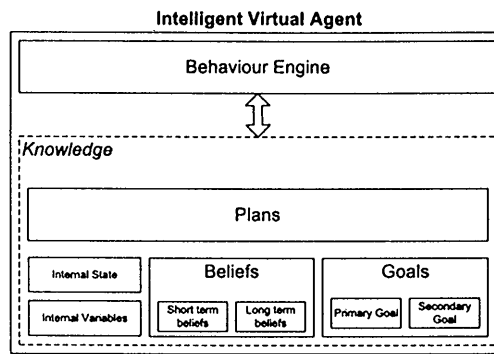 Intelligent Virtual Agent
Behaviour Engine
Knowledge
Plans
Internal State
Internal Variables
Beliefs
Short term
beliefs
Long term
beliefs
Goals
Primary Goal
Secondary
Goal